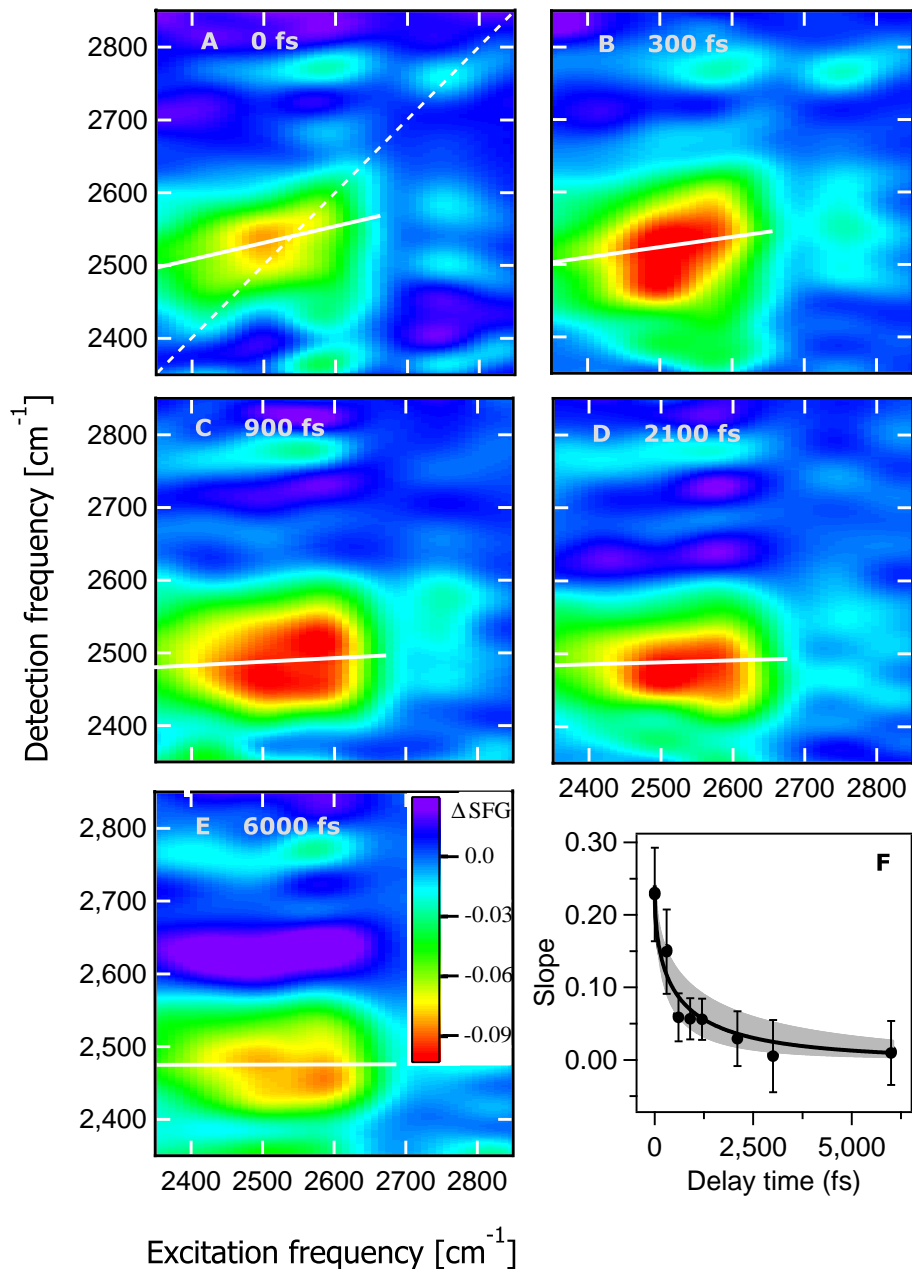 A 0 fs
B 300 fs
2800
2700
2600
2500
2400
C 900 fs
D 2100 fs
2800
2700
2600
2500
2400
Detection frequency [cm-1]
2400 2500 2600 2700 2800
E 6000 fs
2,800
2,700
2,600
2,500
2,400
Δ SFG
0.0
-0.03
-0.06
-0.09
2400 2500 2600 2700 2800
Excitation frequency [cm-1]
F
0.30
0.20
0.10
0.00
Slope
0 2,500 5,000
Delay time (fs)